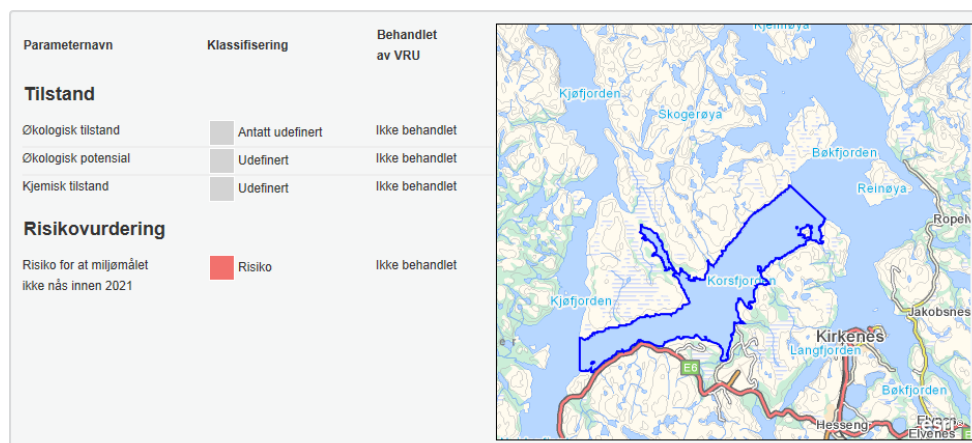 Parameternavn Klassifisering Behandlet
av VRU
Tilstand
Økologisk tilstand Antatt udefinert Ikke behandlet
Økologisk potensial Udefinert Ikke behandlet
Kjemisk tilstand Udefinert Ikke behandlet
Risikovurdering
Risiko for at miljømålet Risiko Ikke behandlet
ikke nås innen 2021
Kjøfjorden
Skogerøya
Bøkfjorden
Reinøya
Korsfjorden
Kjøfjorden
Jakobsnes
Kirkenes
Langfjorden
E6
Bøkfjorden
Hesseng
Elvenes
esri